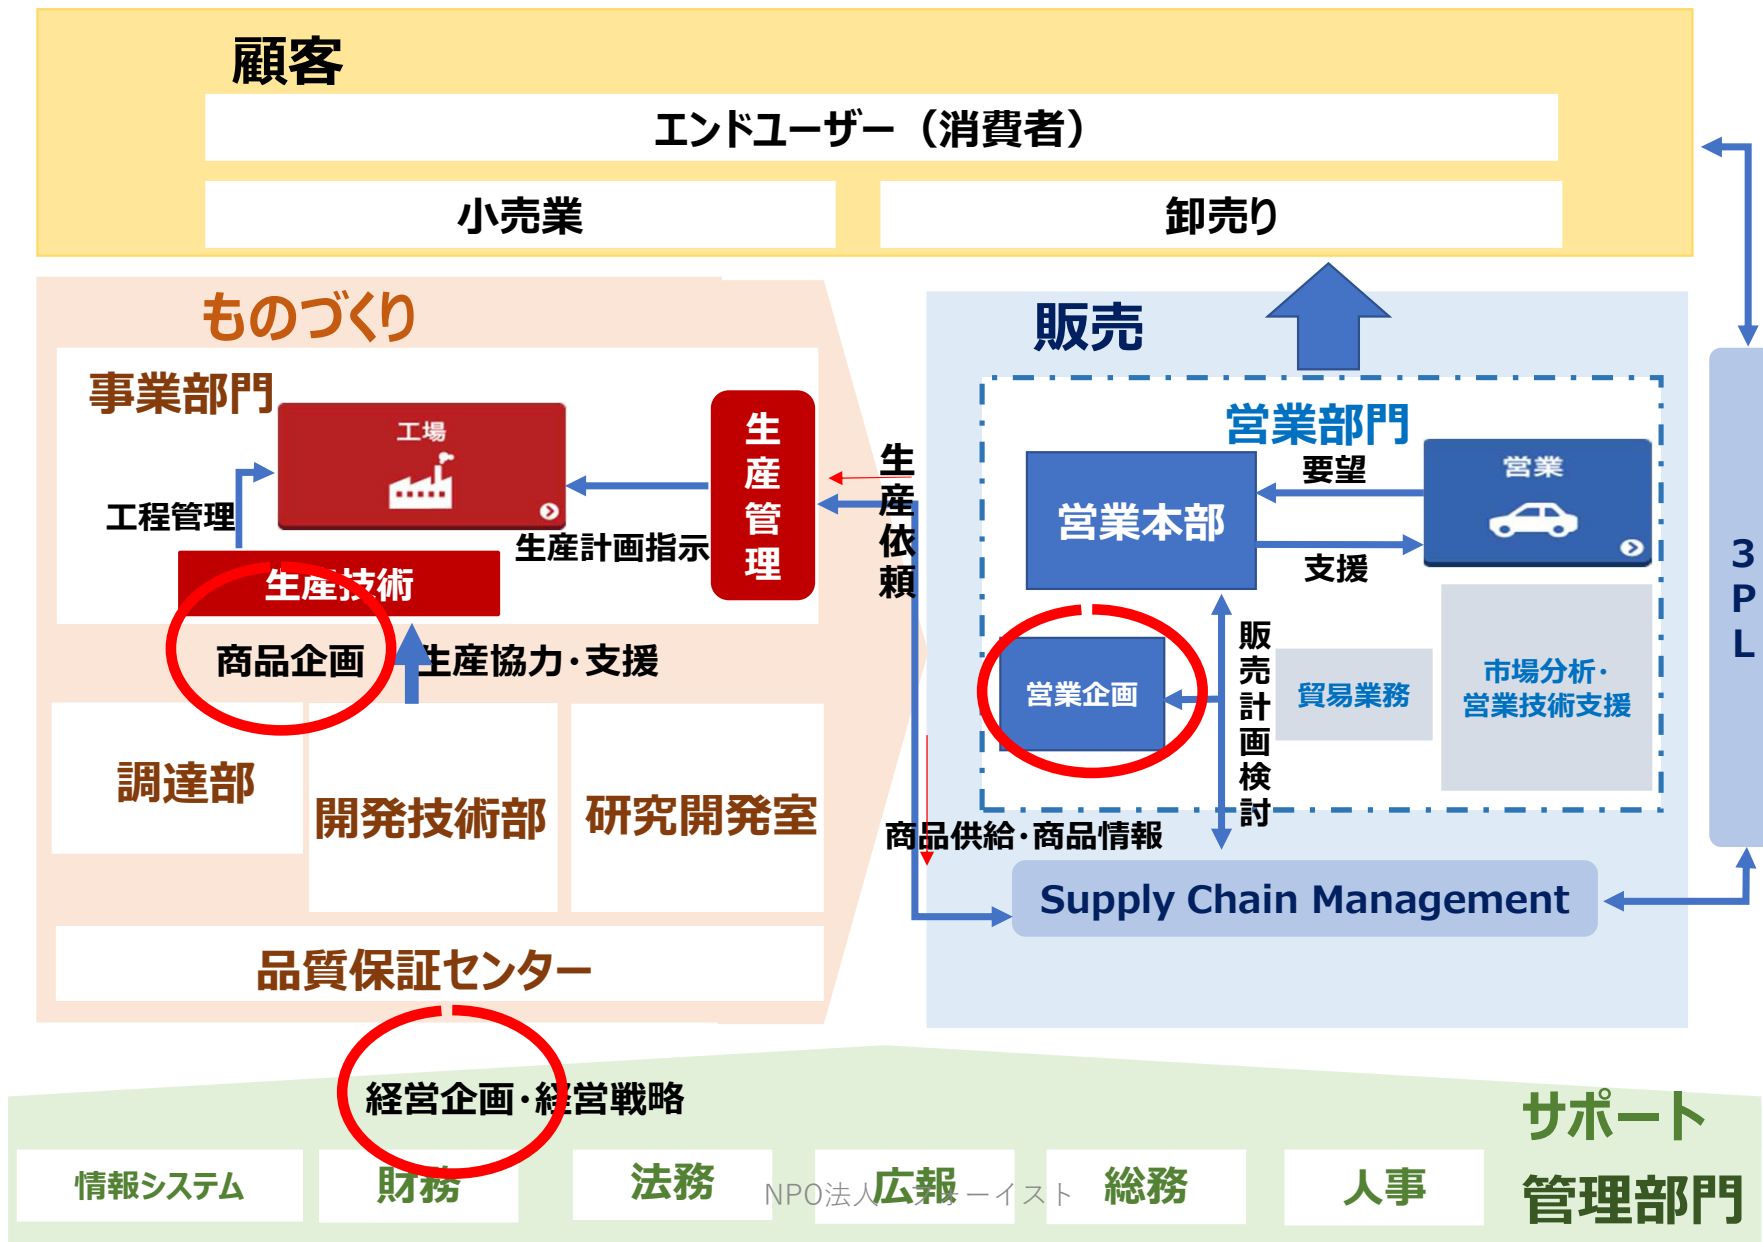 顧客
エンドユーザー（消費者）
小売業
卸売り
ものづくり
事業部門
工場
生産管理
工程管理
生産計画指示
生産技術
商品企画
生産協力・支援
調達部
開発技術部
研究開発室
品質保証センター
生産依頼
販売
営業部門
営業本部
要望
営業
支援
営業企画
販売計画検討
貿易業務
市場分析・
営業技術支援
商品供給・商品情報
Supply Chain Management
3PL
経営企画・経営戦略
サポート
管理部門
情報システム
財務
法務
広報
総務
人事
NPO法人
ォーイスト